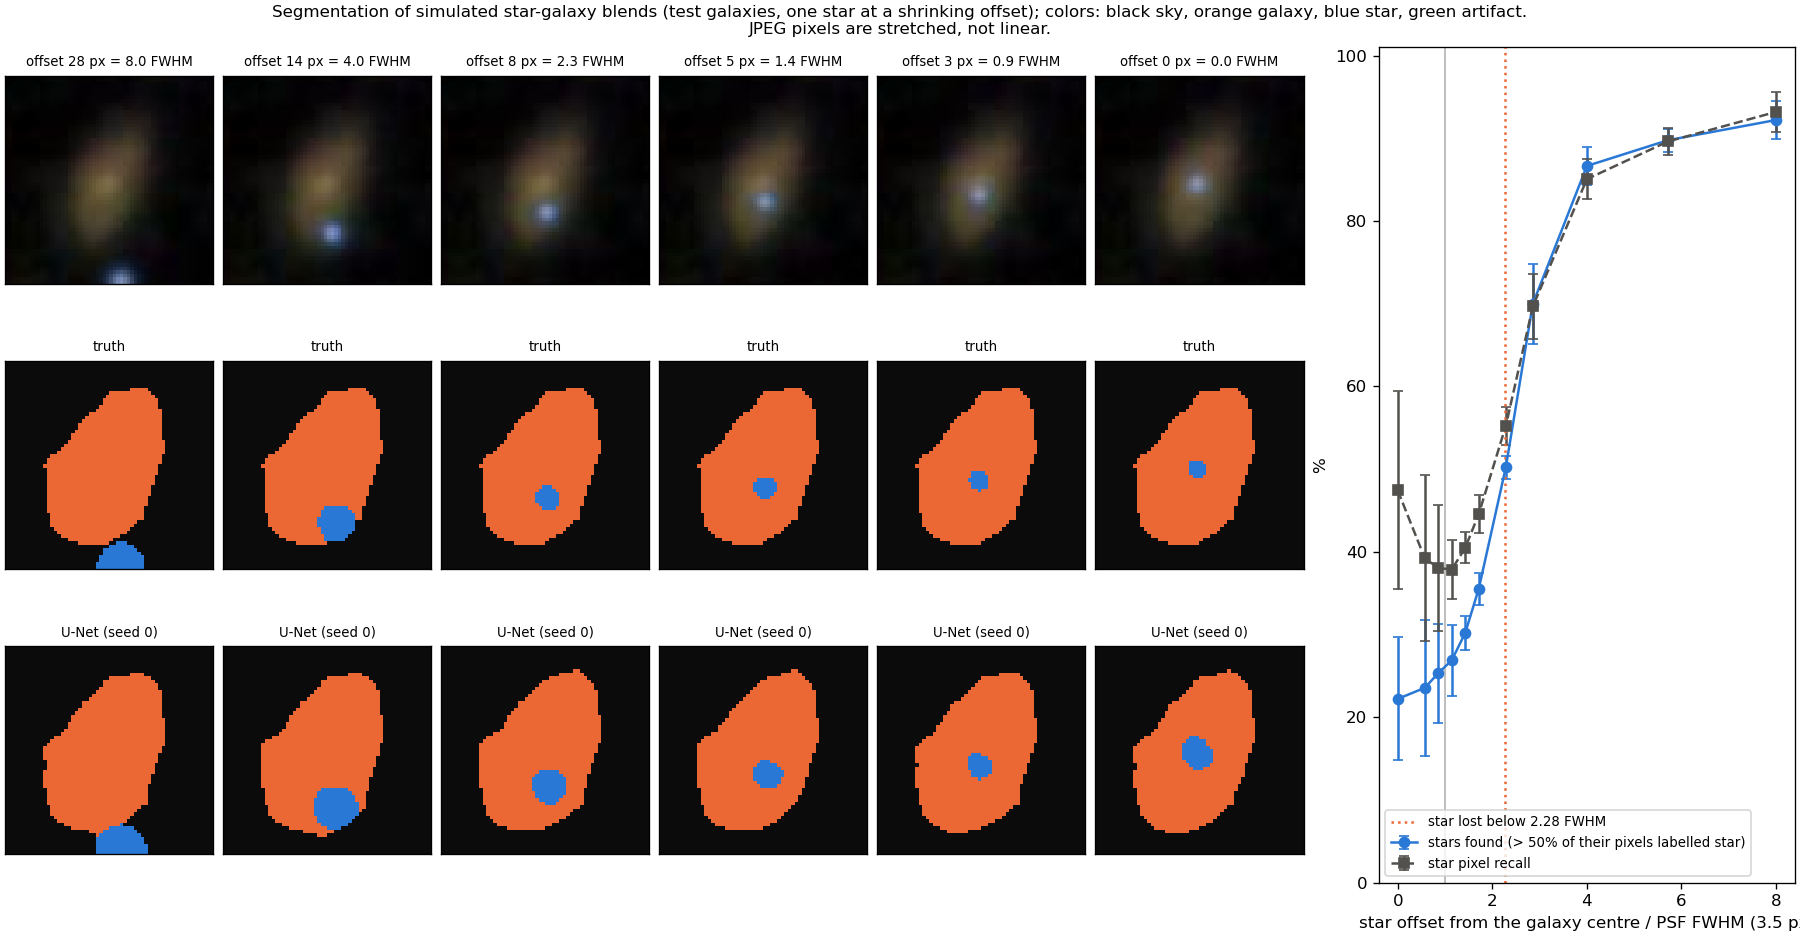 Segmentation of simulated star-galaxy blends (test galaxies, one star at a shrinking offset); colors: black sky, orange galaxy, blue star, green artifact.
JPEG pixels are stretched, not linear.
offset 28 px = 8.0 FWHM
offset 14 px = 4.0 FWHM
offset 8 px = 2.3 FWHM
offset 5 px = 1.4 FWHM
offset 3 px = 0.9 FWHM
offset 0 px = 0.0 FWHM
truth
truth
truth
truth
truth
truth
U-Net (seed 0)
U-Net (seed 0)
U-Net (seed 0)
U-Net (seed 0)
U-Net (seed 0)
U-Net (seed 0)
100
80
60
40
20
0
%
star lost below 2.28 FWHM
stars found (> 50% of their pixels labelled star)
star pixel recall
0
2
4
6
8
star offset from the galaxy centre / PSF FWHM (3.5 p